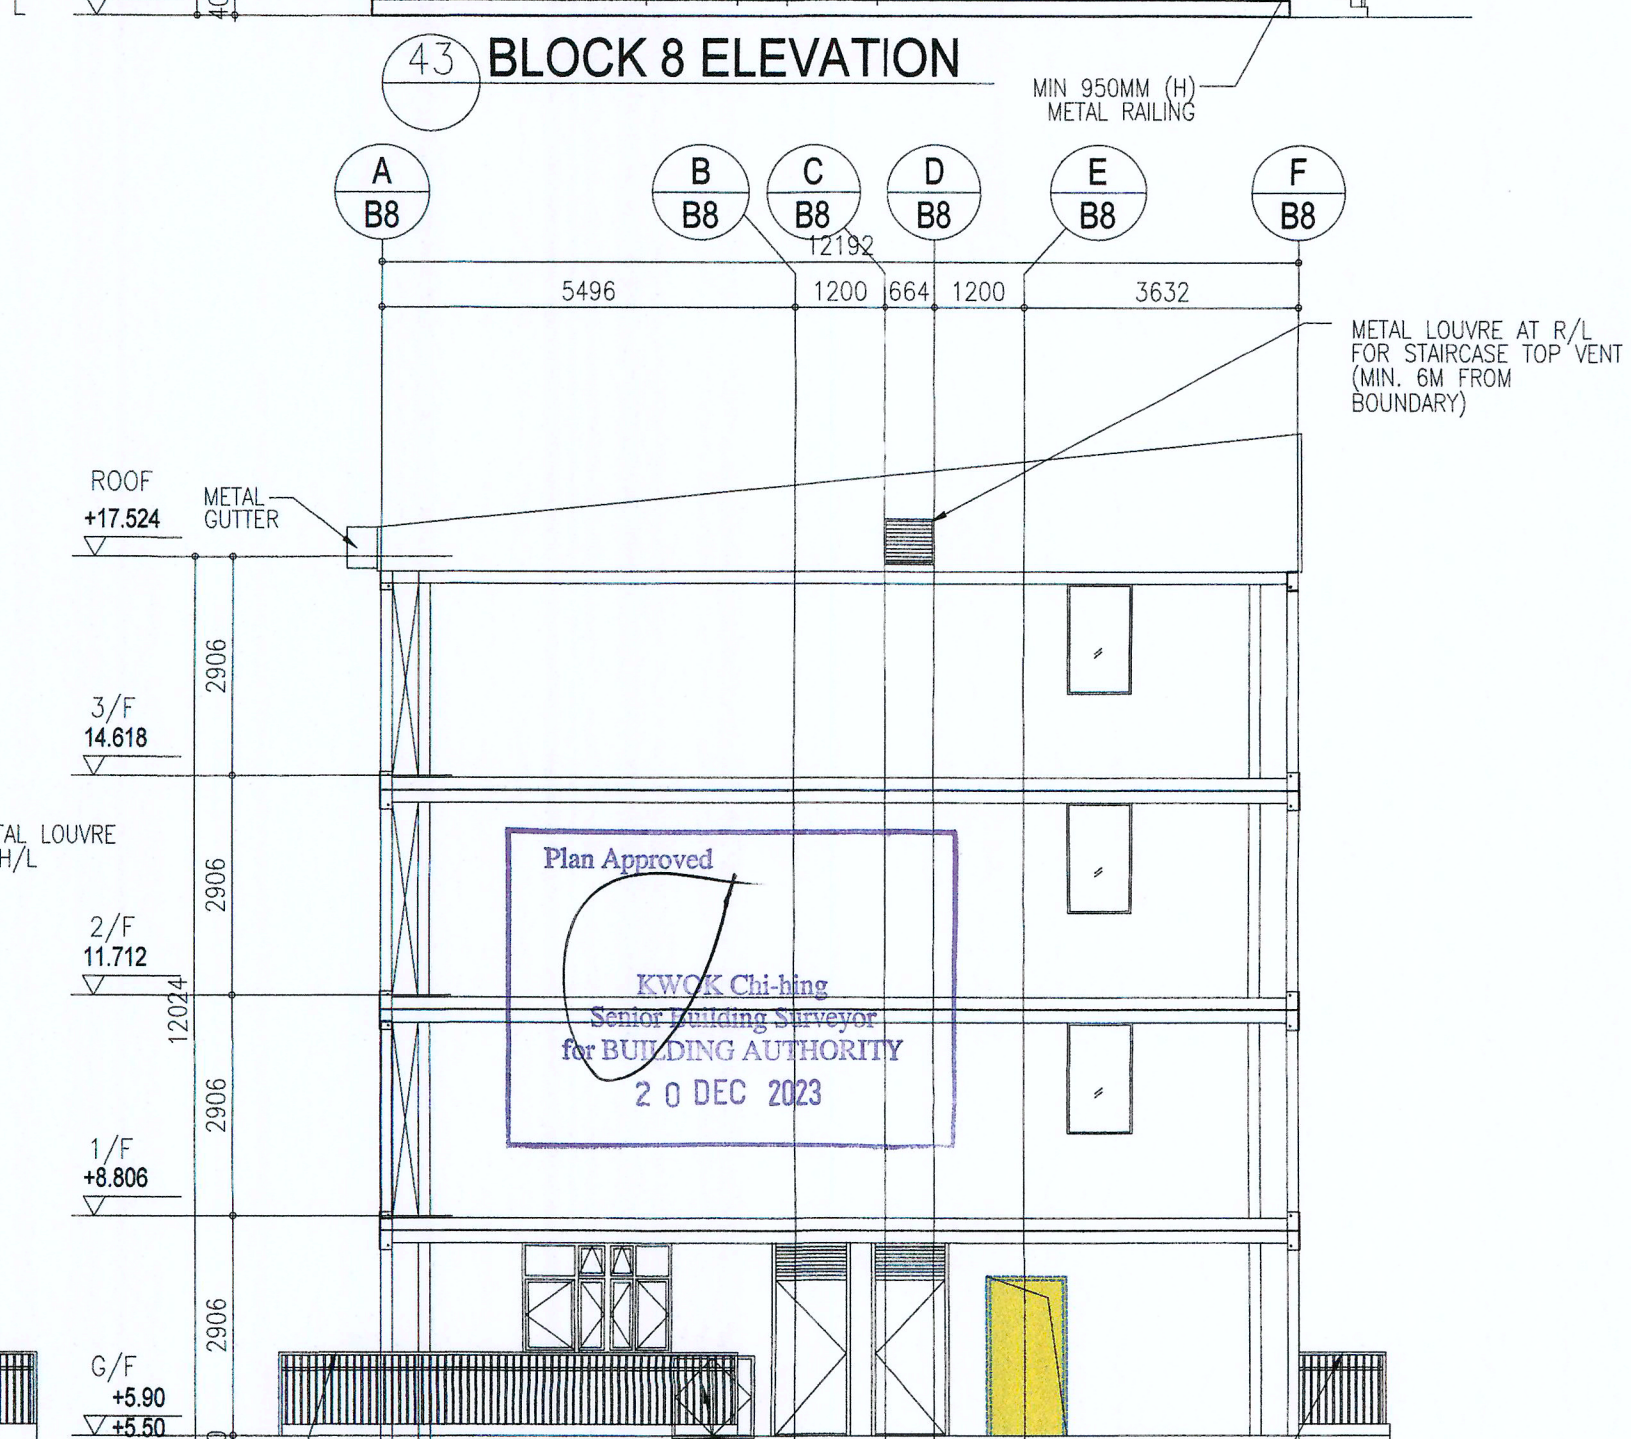 43
BLOCK 8 ELEVATION
MIN 950MM (H)
METAL RAILING
A
B8
B
B8
C
B8
D
B8
E
B8
F
B8
12192
5496
1200
664
1200
3632
METAL LOUVRE AT R/L
FOR STAIRCASE TOP VENT
(MIN. 6M FROM
BOUNDARY)
ROOF
+17.524
METAL
GUTTER
2906
3/F
14.618
TAL LOUVRE
H/L
2906
2/F
11.712
12024
Plan Approved
KWOK Chi-hing
Senior Building Surveyor
for BUILDING AUTHORITY
20 DEC 2023
2906
1/F
+8.806
2906
G/F
+5.90
+5.50